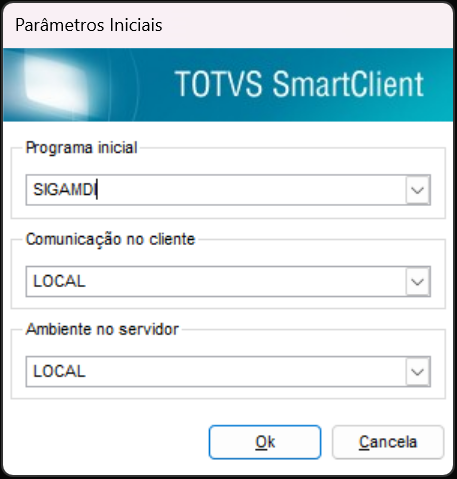 Parâmetros Iniciais
TOTVS SmartClient
Programa inicial
SIGAMDI
Comunicação no cliente
LOCAL
Ambiente no servidor
LOCAL
Ok Cancela